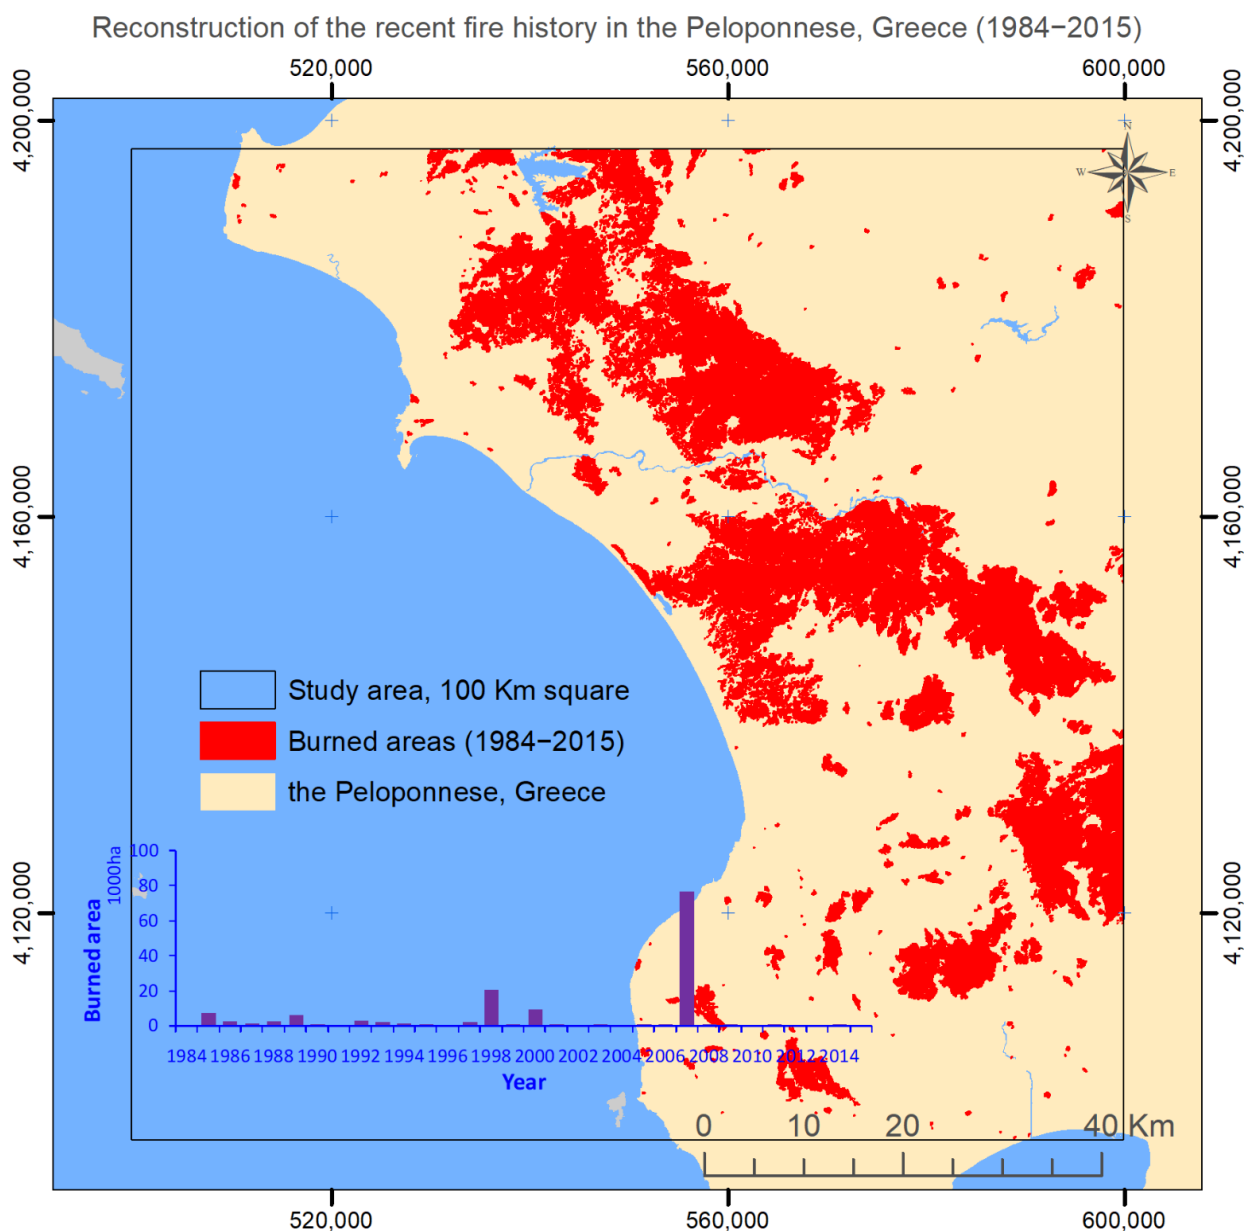 Reconstruction of the recent fire history in the Peloponnese, Greece (1984−2015)
520,000 560,000 600,000
4,200,000 4,200,000
N
W E
S
4,160,000 4,160,000
Study area, 100 Km square
Burned areas (1984−2015)
the Peloponnese, Greece
Burned area
1000ha
100
80
60
40
20
0
1984 1986 1988 1990 1992 1994 1996 1998 2000 2002 2004 2006 2008 2010 2012 2014
Year
4,120,000 4,120,000
0 10 20 40 Km
520,000 560,000 600,000